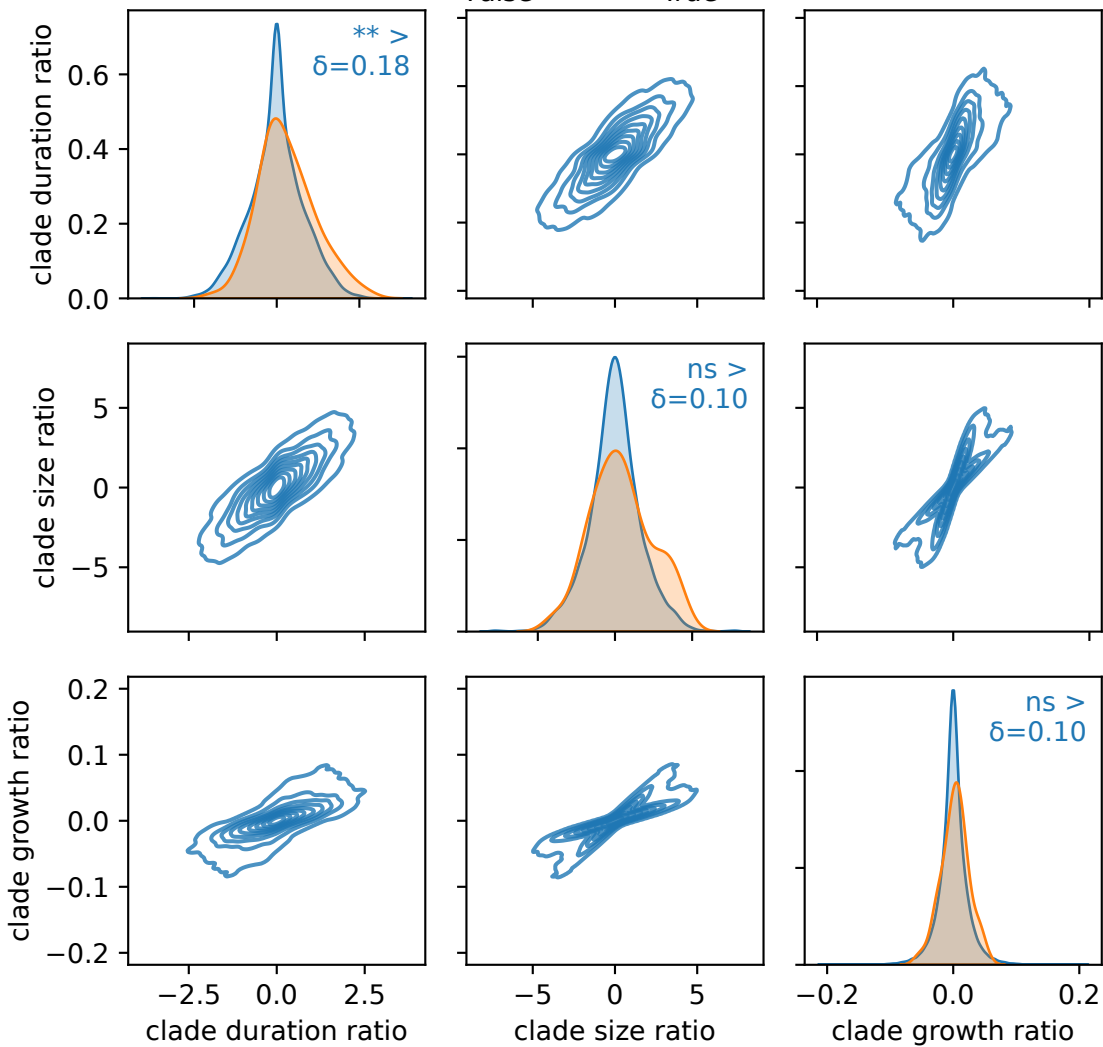 clade duration ratio
0.6
0.4
0.2
0.0
** >
δ=0.18
clade size ratio
5
0
−5
ns >
δ=0.10
clade growth ratio
0.2
0.1
0.0
−0.1
−0.2
ns >
δ=0.10
−2.5 0.0 2.5
−5 0 5
−0.2 0.0 0.2
clade duration ratio
clade size ratio
clade growth ratio